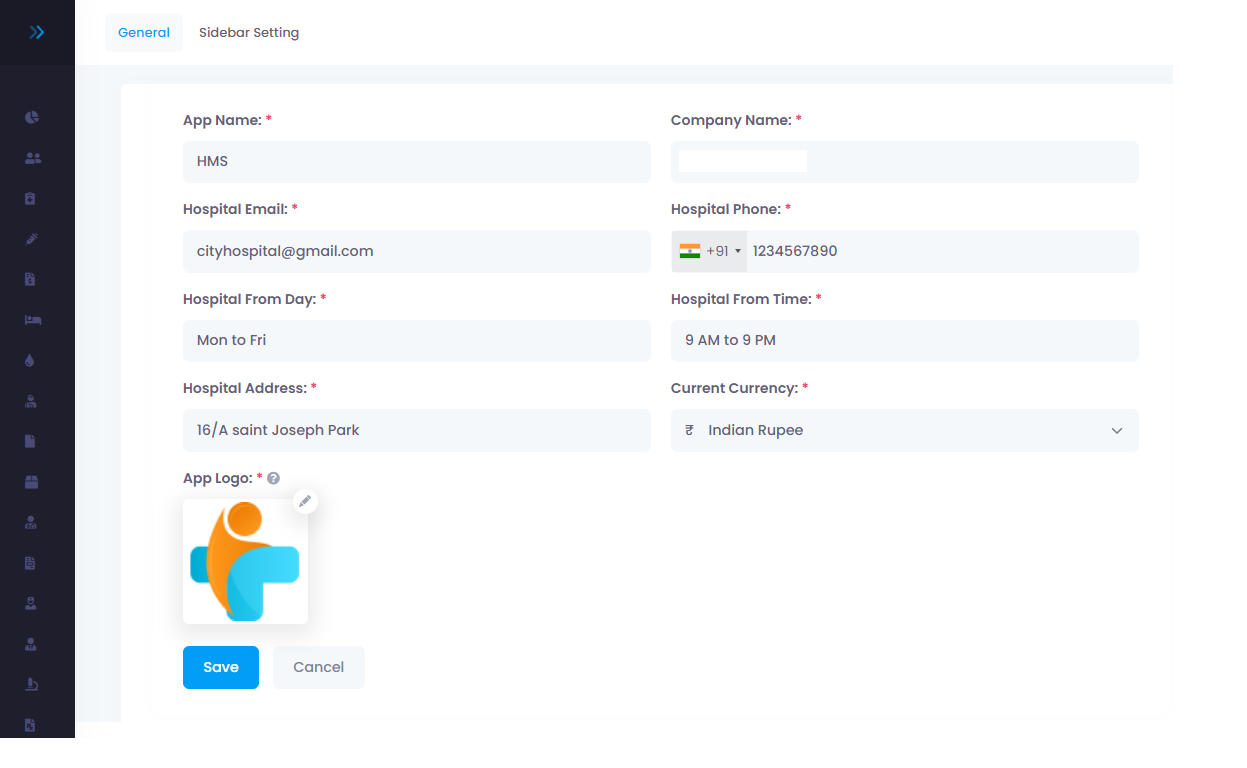 General Sidebar Setting
App Name: * Company Name: *
HMS
Hospital Email: * Hospital Phone: *
cityhospital@gmail.com +91 1234567890
Hospital From Day: * Hospital From Time: *
Mon to Fri 9 AM to 9 PM
Hospital Address: * Current Currency: *
16/A saint Joseph Park ₹ Indian Rupee
App Logo: * ?
Save Cancel